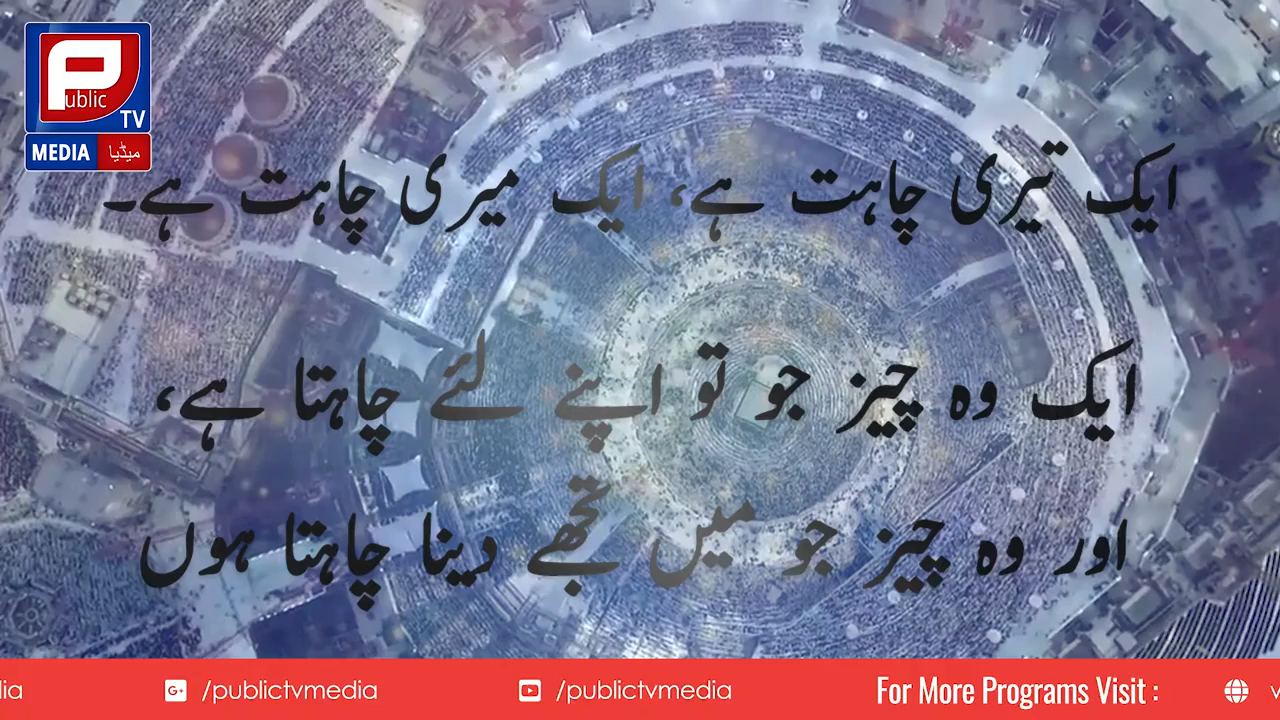 Public
TV
MEDIA میڈیا
ایک تیری چاہت ہے، ایک میری چاہت ہے۔
ایک وہ چیز جو تو اپنے لئے چاہتا ہے،
اور وہ چیز جو میں تجھے دینا چاہتا ہوں
dia /publictvmedia /publictvmedia For More Programs Visit :